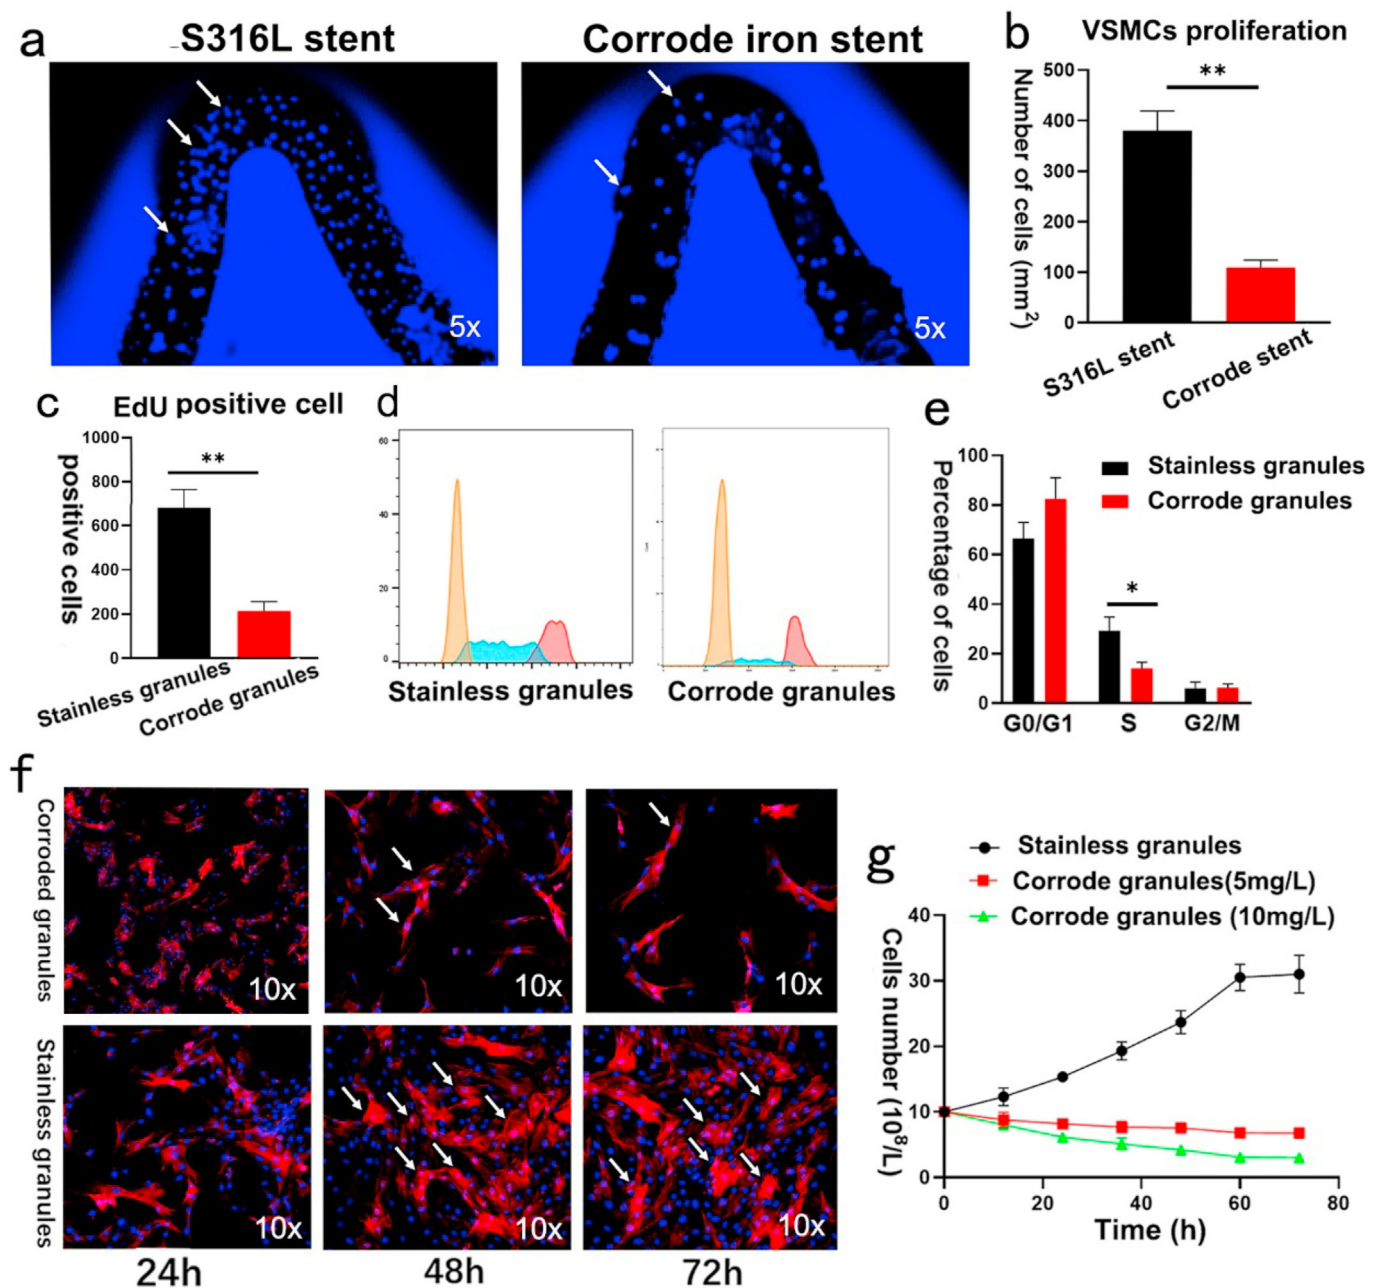 a
S316L stent
Corrode iron stent
5x
5x
b
VSMCs proliferation
Number of cells (mm2)
500
400
300
200
100
0
**
S316L stent
Corrode stent
c
EdU positive cell
positive cells
1000
800
600
400
200
0
**
Stainless granules
Corrode granules
d
60
40
20
0
Stainless granules
Corrode granules
e
Percentage of cells
100
80
60
40
20
0
*
Stainless granules
Corrode granules
G0/G1
S
G2/M
f
Corroded granules
10x
10x
10x
Stainless granules
10x
10x
10x
24h
48h
72h
g
Stainless granules
Corrode granules(5mg/L)
Corrode granules (10mg/L)
Cells number (10⁸/L)
40
30
20
10
0
0
20
40
60
80
Time (h)